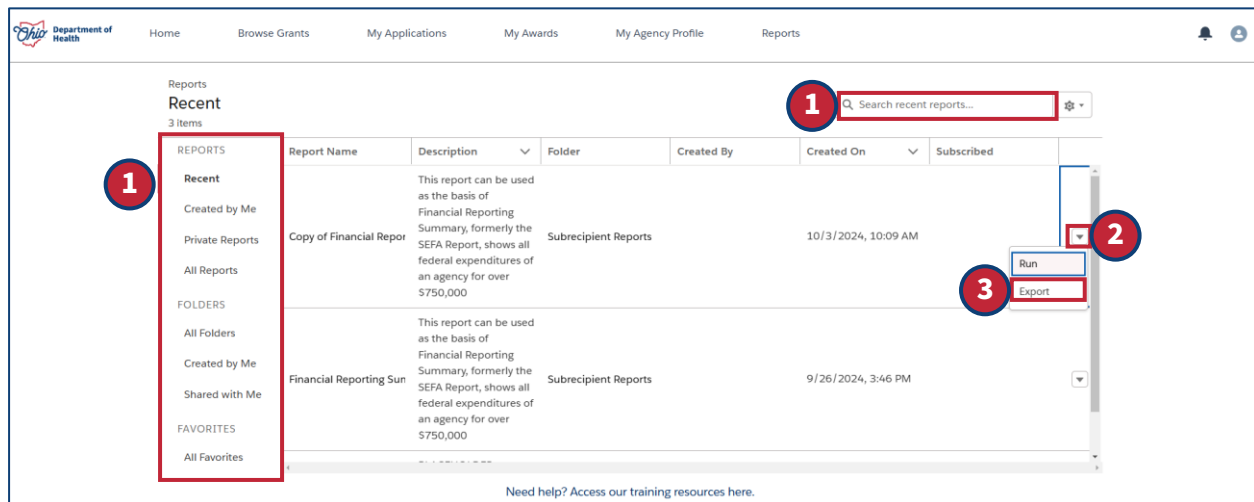 Ohio Department of
Health
Home Browse Grants My Applications My Awards My Agency Profile Reports
Reports
Recent
3 items
1
Search recent reports...
1
REPORTS
Recent
Created by Me
Private Reports
All Reports
FOLDERS
All Folders
Created by Me
Shared with Me
FAVORITES
All Favorites
Report Name Description Folder Created By Created On Subscribed
This report can be used
as the basis of
Financial Reporting
Summary, formerly the
Copy of Financial Repor SEFA Report, shows all Subrecipient Reports 10/3/2024, 10:09 AM
federal expenditures of
an agency for over
$750,000
2
Run
3
Export
This report can be used
as the basis of
Financial Reporting
Summary, formerly the
Financial Reporting Sun SEFA Report, shows all Subrecipient Reports 9/26/2024, 3:46 PM
federal expenditures of
an agency for over
$750,000
Need help? Access our training resources here.